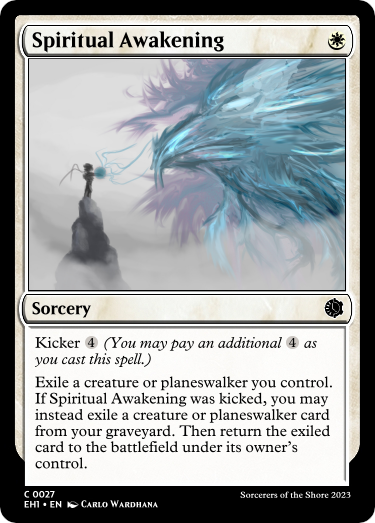 Spiritual Awakening
Sorcery
Kicker 4 (You may pay an additional 4 as
you cast this spell.)
Exile a creature or planeswalker you control.
If Spiritual Awakening was kicked, you may
instead exile a creature or planeswalker card
from your graveyard. Then return the exiled
card to the battlefield under its owner's
control.
C 0027
EH1 • EN Carlo Wardhana
Sorcerers of the Shore 2023